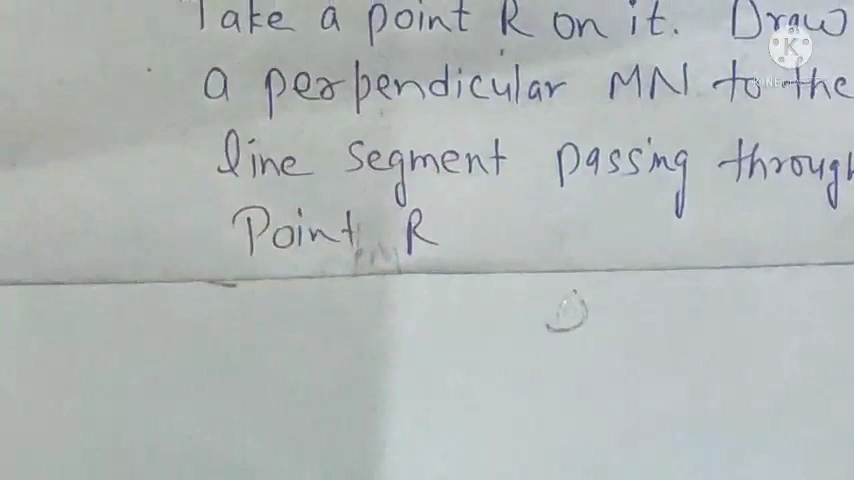 Take a point R on it. Draw
a perpendicular MN to the
line segment passing through
Point R
K